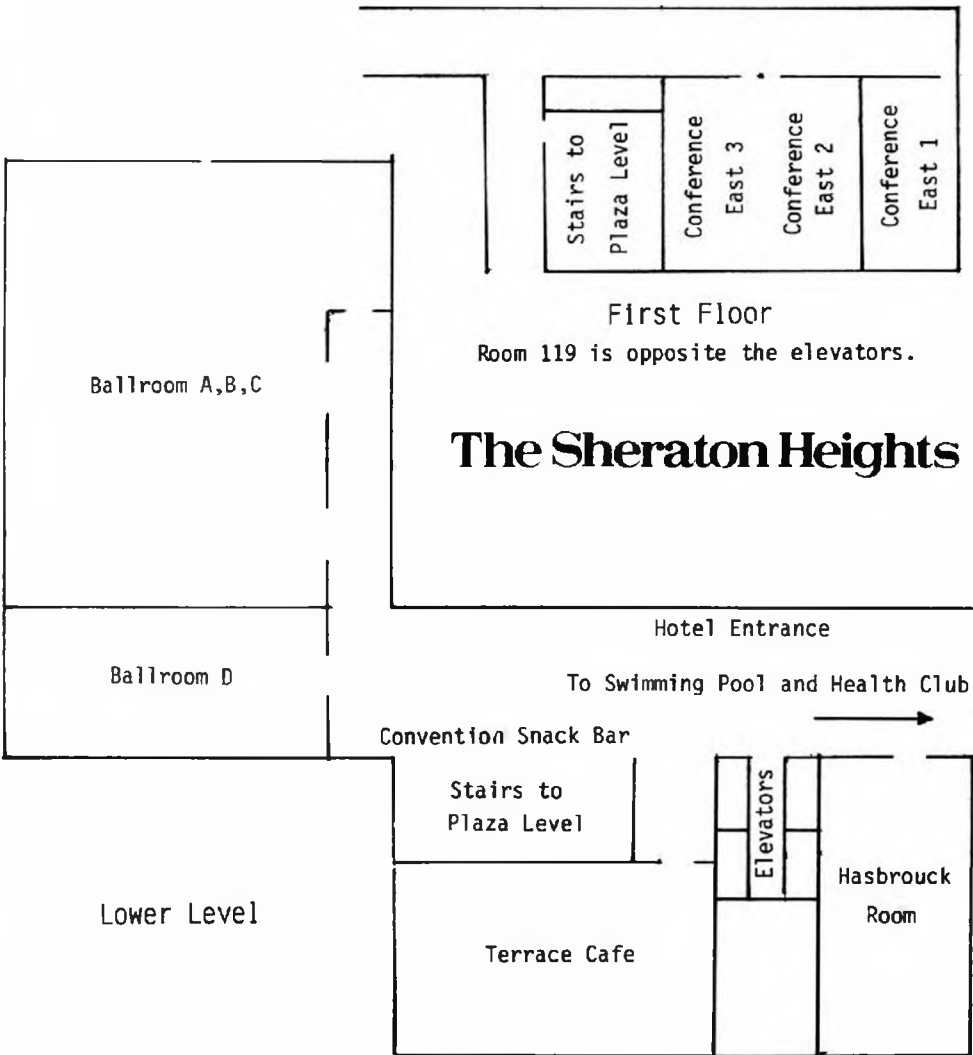 Stairs to
Plaza Level
Conference
East 3
Conference
East 2
Conference
East 1
First Floor
Room 119 is opposite the elevators.
Ballroom A,B,C
The Sheraton Heights
Hotel Entrance
Ballroom D
To Swimming Pool and Health Club
Convention Snack Bar
Stairs to
Plaza Level
Elevators
Hasbrouck
Room
Lower Level
Terrace Cafe